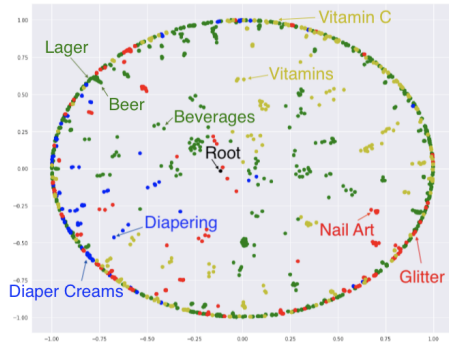 Vitamin C
Lager
Vitamins
Beer
Beverages
Root
Diapering
Nail Art
Diaper Creams
Glitter
1.00
0.75
0.50
0.25
0.00
−0.25
−0.50
−0.75
−1.00
−1.00 −0.75 −0.50 −0.25 0.00 0.25 0.50 0.75 1.00